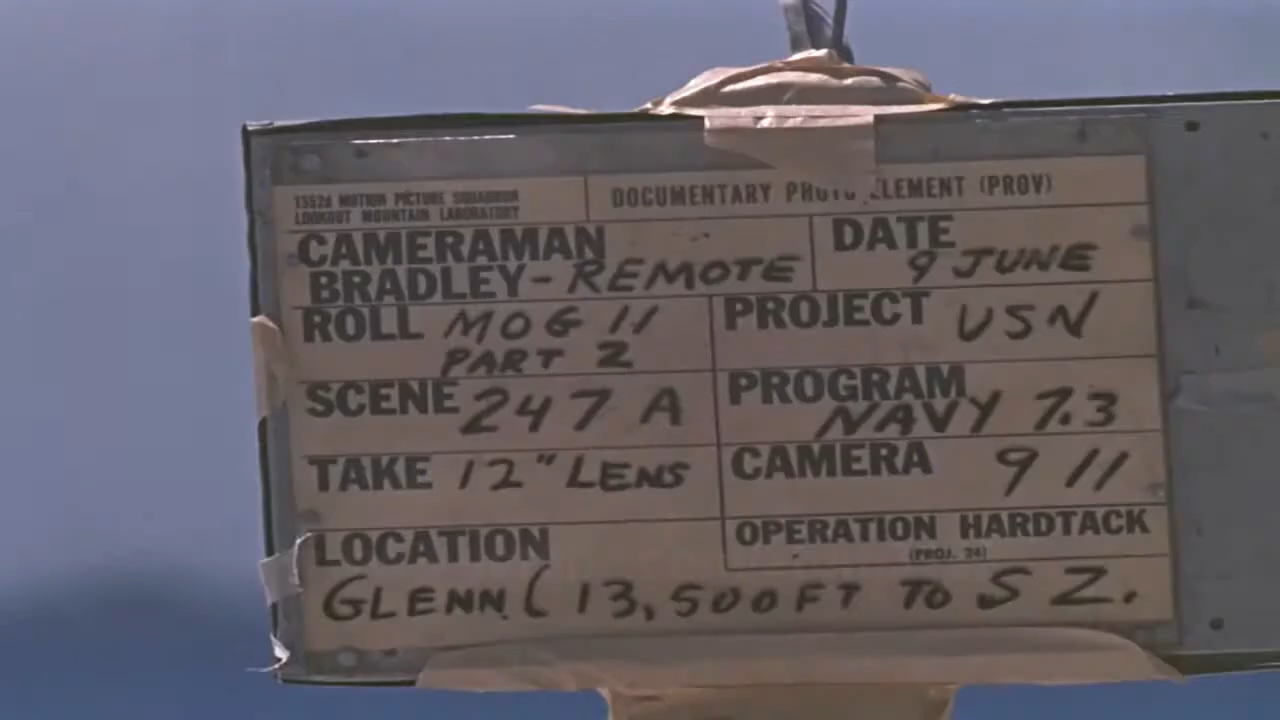 1352d MOTION PICTURE SQUADRON
LOOKOUT MOUNTAIN LABORATORY
DOCUMENTARY PHOTO ELEMENT (PROV)
CAMERAMAN
BRADLEY-REMOTE
DATE
9 JUNE
ROLL MOG 11
PART 2
PROJECT USN
SCENE 247 A
PROGRAM
NAVY 7.3
TAKE 12" LENS
CAMERA 9 11
OPERATION HARDTACK
(PROJ. 24)
LOCATION
GLENN (13,500FT TO SZ.